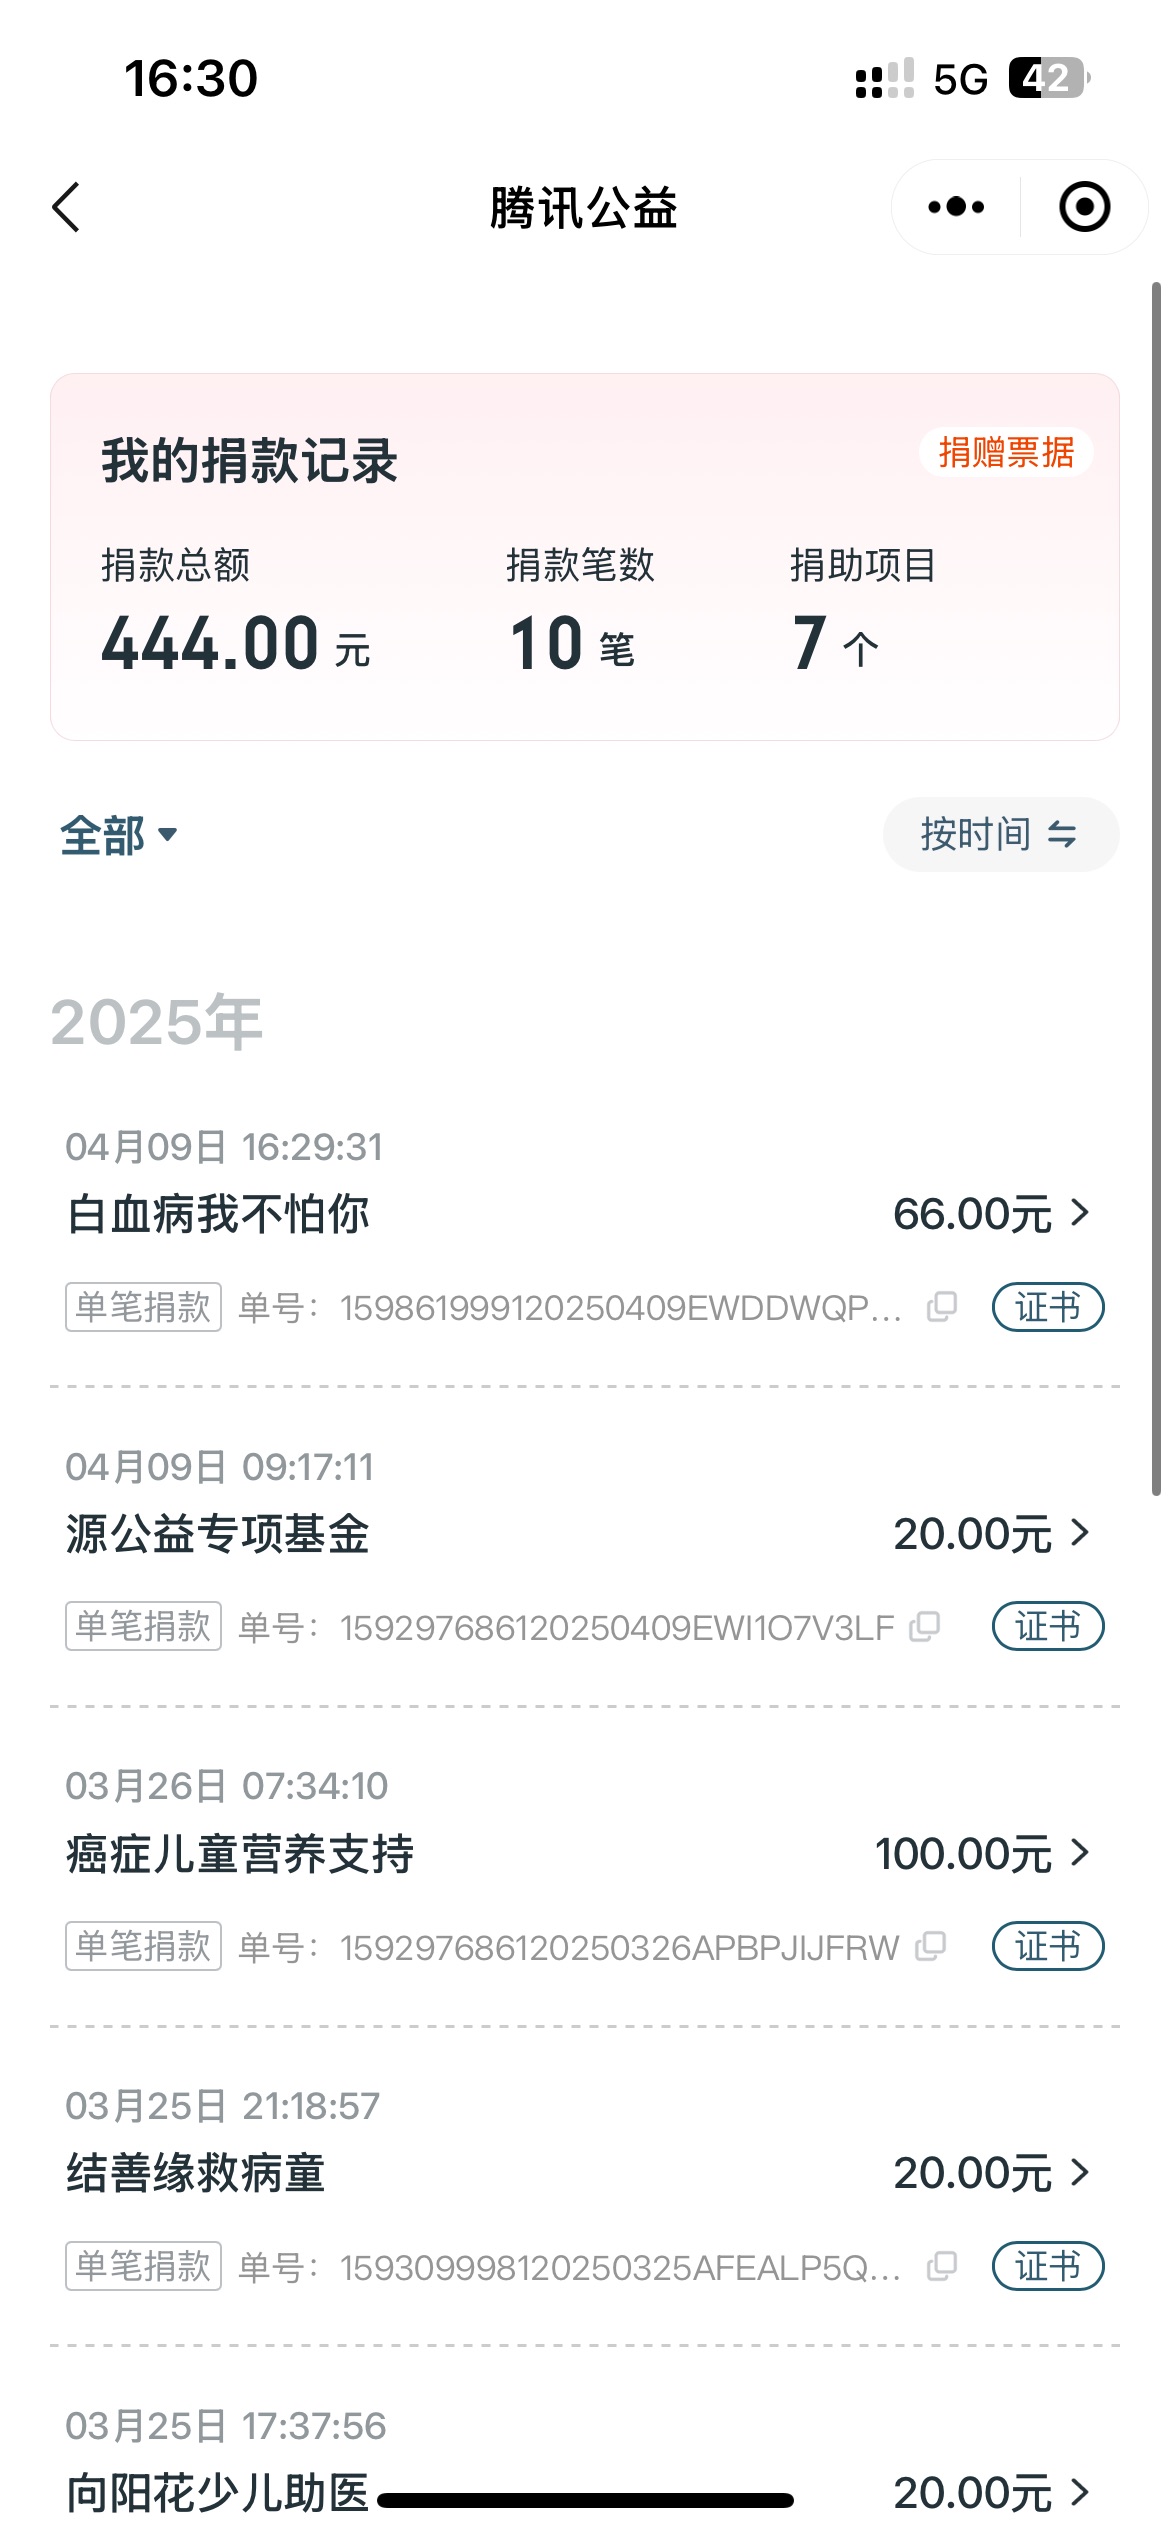 16:30
5G 42
腾讯公益
我的捐款记录
捐赠票据
捐款总额 捐款笔数 捐助项目
444.00 元 10 笔 7 个
全部
按时间
2025年
04月09日 16:29:31
白血病我不怕你 66.00元
单笔捐款 单号： 159861999120250409EWDDWQP... 证书
04月09日 09:17:11
源公益专项基金 20.00元
单笔捐款 单号： 159297686120250409EWI1O7V3LF 证书
03月26日 07:34:10
癌症儿童营养支持 100.00元
单笔捐款 单号： 159297686120250326APBPJIJFRW 证书
03月25日 21:18:57
结善缘救病童 20.00元
单笔捐款 单号： 159309998120250325AFEALP5Q... 证书
03月25日 17:37:56
向阳花少儿助医 20.00元